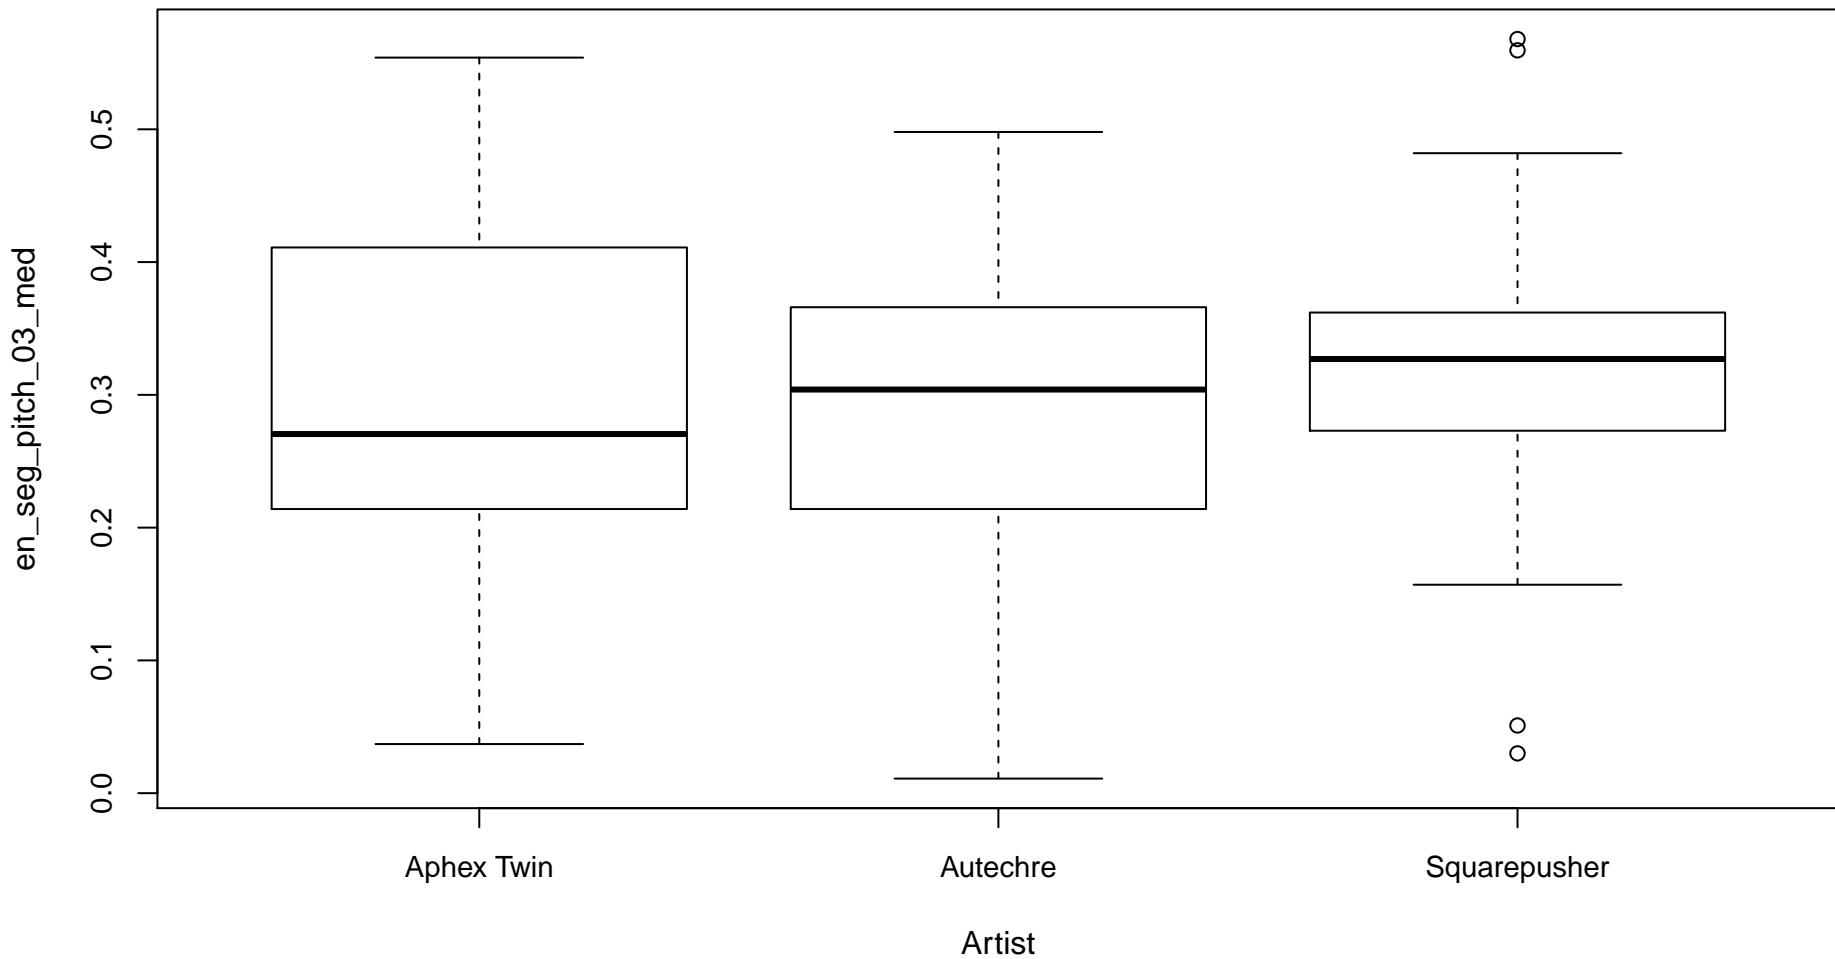 en_seg_pitch_03_med
0.5
0.4
0.3
0.2
0.1
0.0
Aphex Twin
Autechre
Squarepusher
Artist